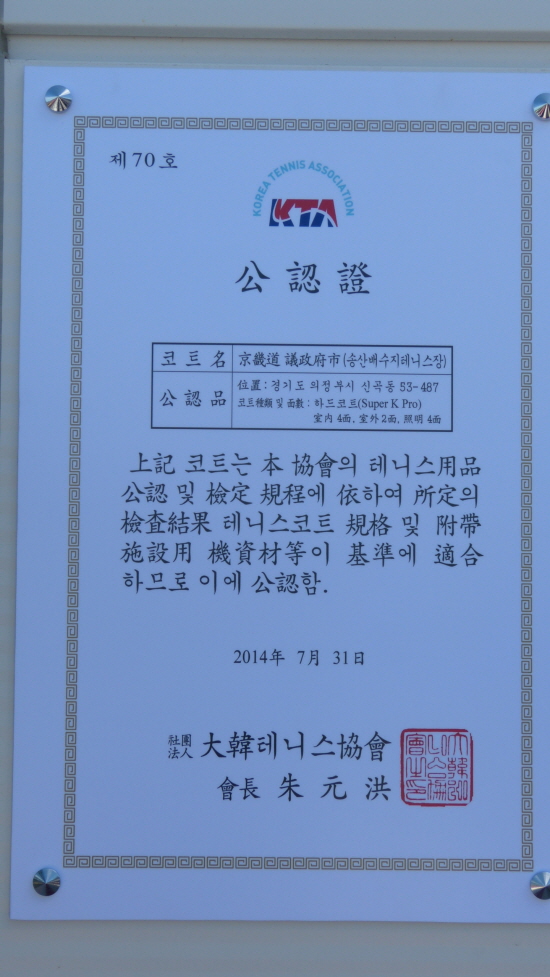 제 70 호
KOREA TENNIS ASSOCIATION
KTA
公認證
코트名 京畿道 議政府市 (송산배수지테니스장)
公認品 位置 : 경기도 의정부시 신곡동 53-487
코트種類 및 面數 : 하드코트(Super K Pro)
室內 4面, 室外 2面, 照明 4面
上記 코트는 本 協會의 테니스用品
公認 및 檢定 規程에 依하여 所定의
檢査結果 테니스코트 規格 및 附帶
施設用 機資材等이 基準에 適合
하므로 이에 公認함.
2014年 7月 31日
社團法人 大韓테니스協會
會長 朱元洪